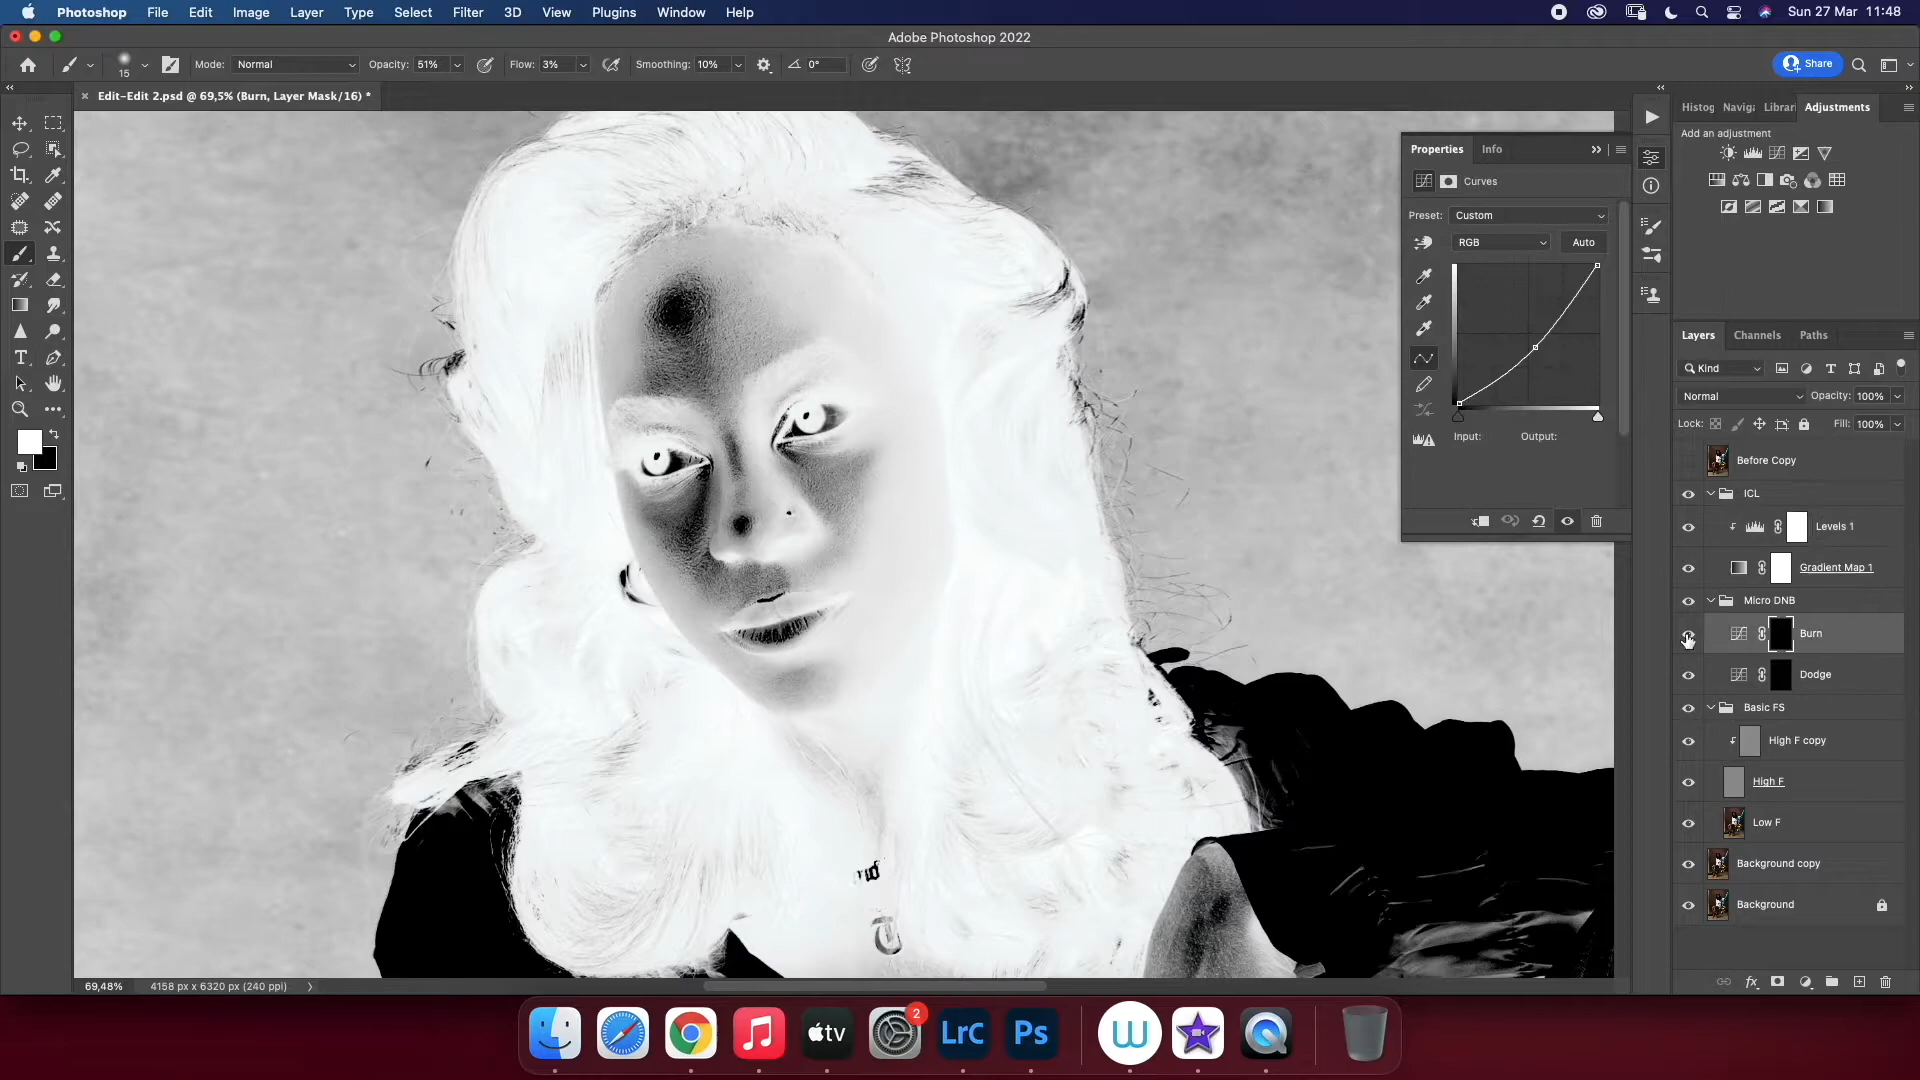 Photoshop File Edit Image Layer Type Select Filter 3D View Plugins Window Help Sun 27 Mar 11:48
Adobe Photoshop 2022
15 Mode: Normal Opacity: 51% Flow: 3% Smoothing: 10% 0° Share
Edit-Edit 2.psd @ 69,5% (Burn, Layer Mask/16) *
Histog Naviga Librari Adjustments
Add an adjustment
Properties Info
Curves
Preset: Custom
RGB Auto
Input: Output:
Layers Channels Paths
Kind
Normal Opacity: 100%
Lock: Fill: 100%
Before Copy
ICL
Levels 1
Gradient Map 1
Micro DNB
Burn
Dodge
Basic FS
High F copy
High F
Low F
Background copy
Background
69,48% 4158 px x 6320 px (240 ppi)
tv 2 LrC Ps